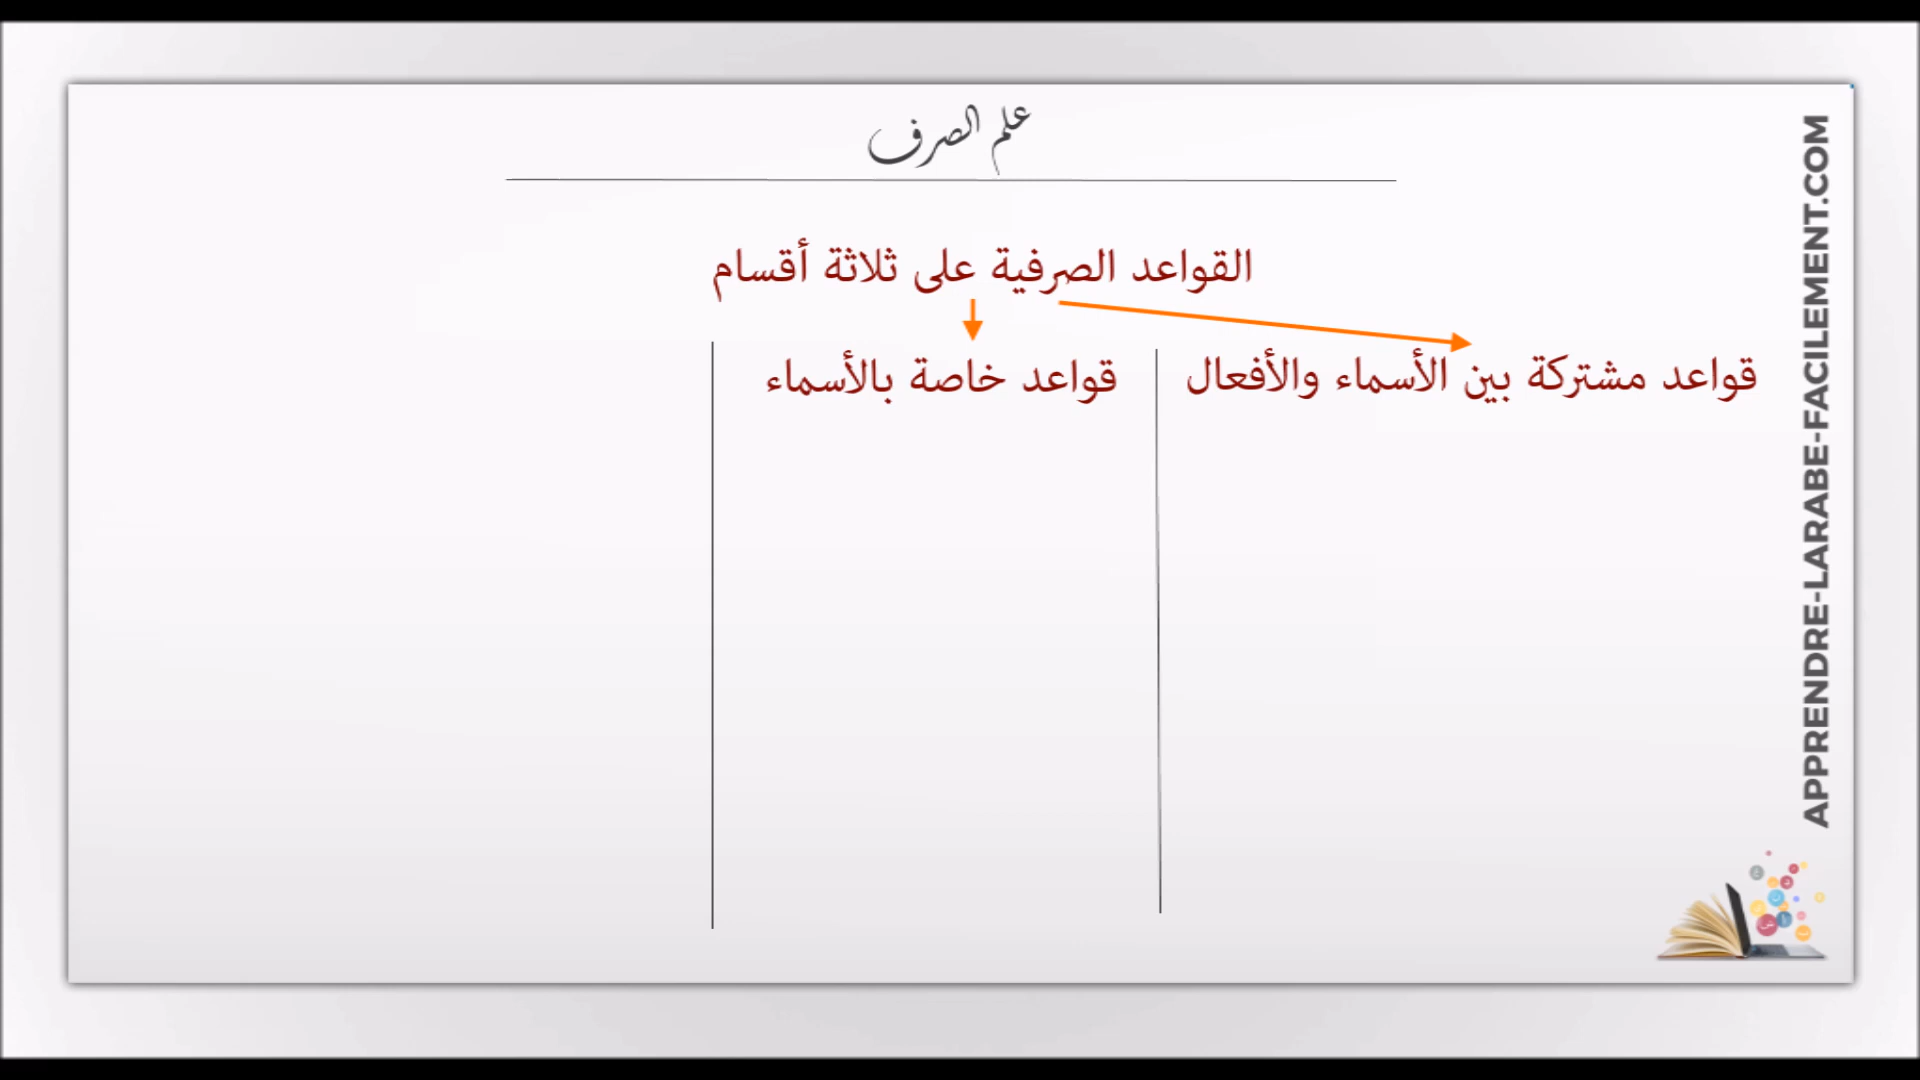 علم الصرف
القواعد الصرفية على ثلاثة أقسام
قواعد مشتركة بين الأسماء والأفعال
قواعد خاصة بالأسماء
APPRENDRE-LARABE-FACILEMENT.COM